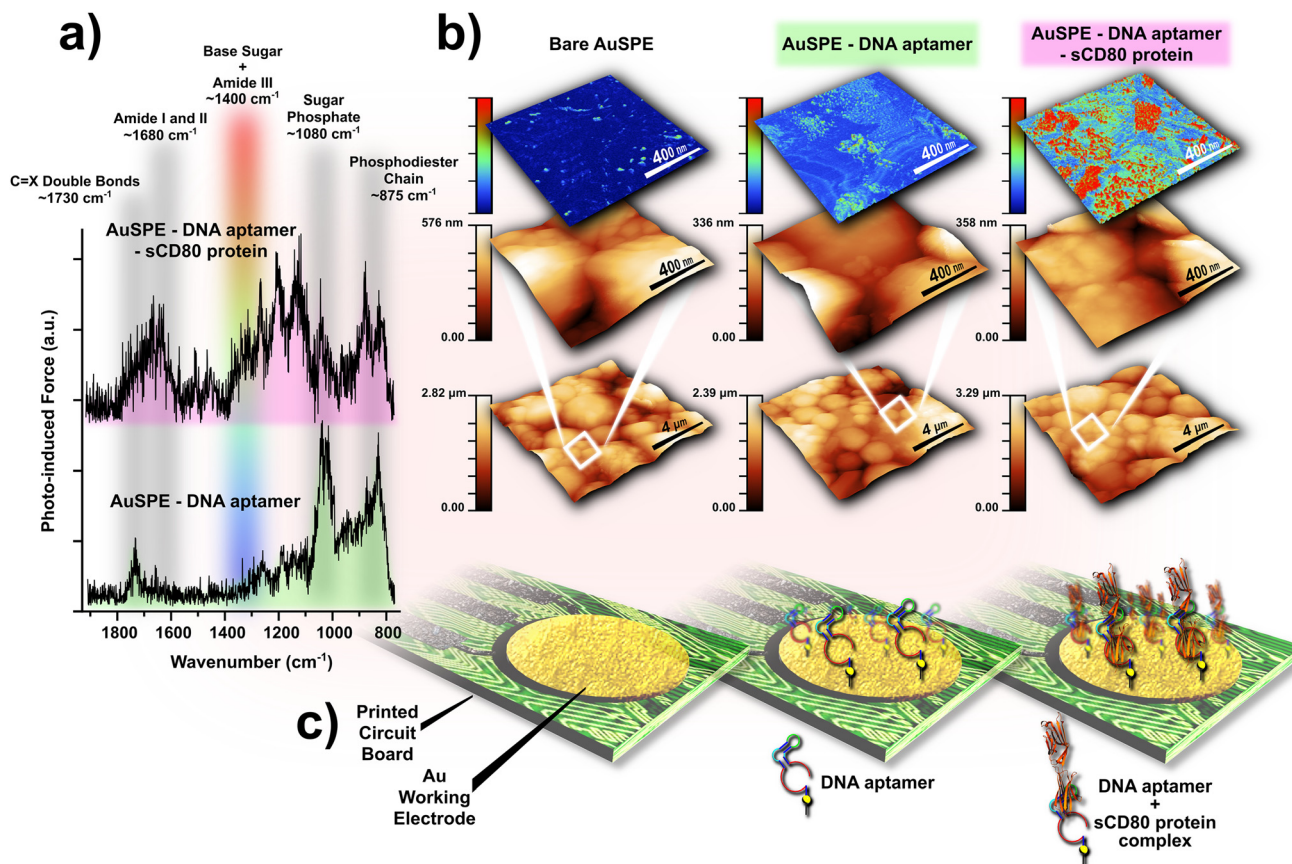 a)
Base Sugar
+
Amide III
~1400 cm⁻¹
Amide I and II
~1680 cm⁻¹
Sugar
Phosphate
~1080 cm⁻¹
C=X Double Bonds
~1730 cm⁻¹
Phosphodiester
Chain
~875 cm⁻¹
AuSPE - DNA aptamer
- sCD80 protein
AuSPE - DNA aptamer
Photo-induced Force (a.u.)
1800 1600 1400 1200 1000 800
Wavenumber (cm⁻¹)
b)
Bare AuSPE
AuSPE - DNA aptamer
AuSPE - DNA aptamer
- sCD80 protein
400 nm
400 nm
400 nm
576 nm
0.00
400 nm
336 nm
0.00
400 nm
358 nm
0.00
400 nm
2.82 µm
0.00
4 µm
2.39 µm
0.00
4 µm
3.29 µm
0.00
4 µm
c)
Printed
Circuit
Board
Au
Working
Electrode
DNA aptamer
DNA aptamer
+
sCD80 protein
complex